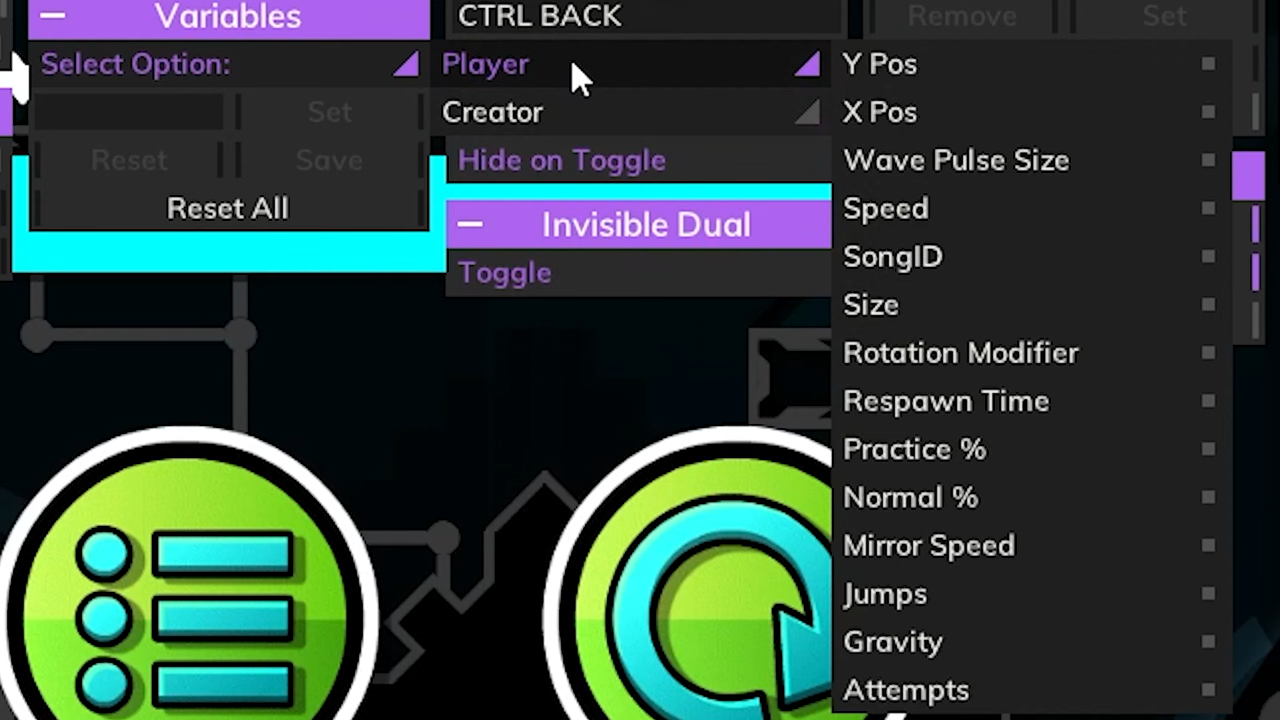 Variables
Select Option:
Set
Reset
Save
Reset All
CTRL BACK
Player
Creator
Hide on Toggle
Invisible Dual
Toggle
Remove
Set
Y Pos
X Pos
Wave Pulse Size
Speed
SongID
Size
Rotation Modifier
Respawn Time
Practice %
Normal %
Mirror Speed
Jumps
Gravity
Attempts